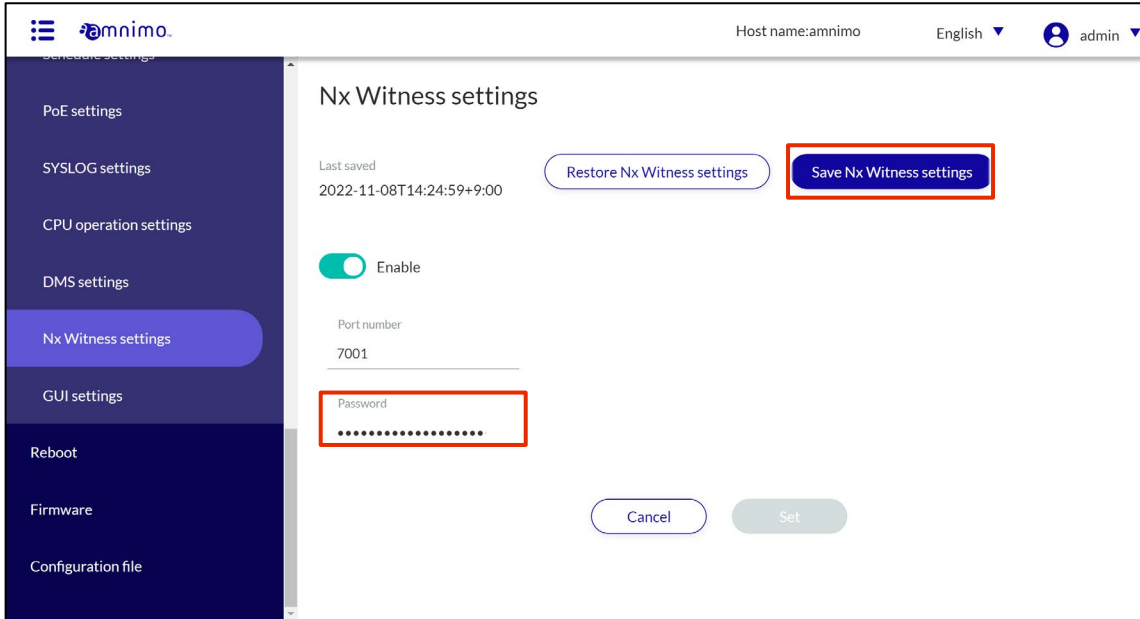 amnimo
Host name:amnimo
English
admin
Schedule settings
PoE settings
SYSLOG settings
CPU operation settings
DMS settings
Nx Witness settings
GUI settings
Reboot
Firmware
Configuration file
Nx Witness settings
Last saved
2022-11-08T14:24:59+9:00
Restore Nx Witness settings
Save Nx Witness settings
Enable
Port number
7001
Password
Cancel
Set